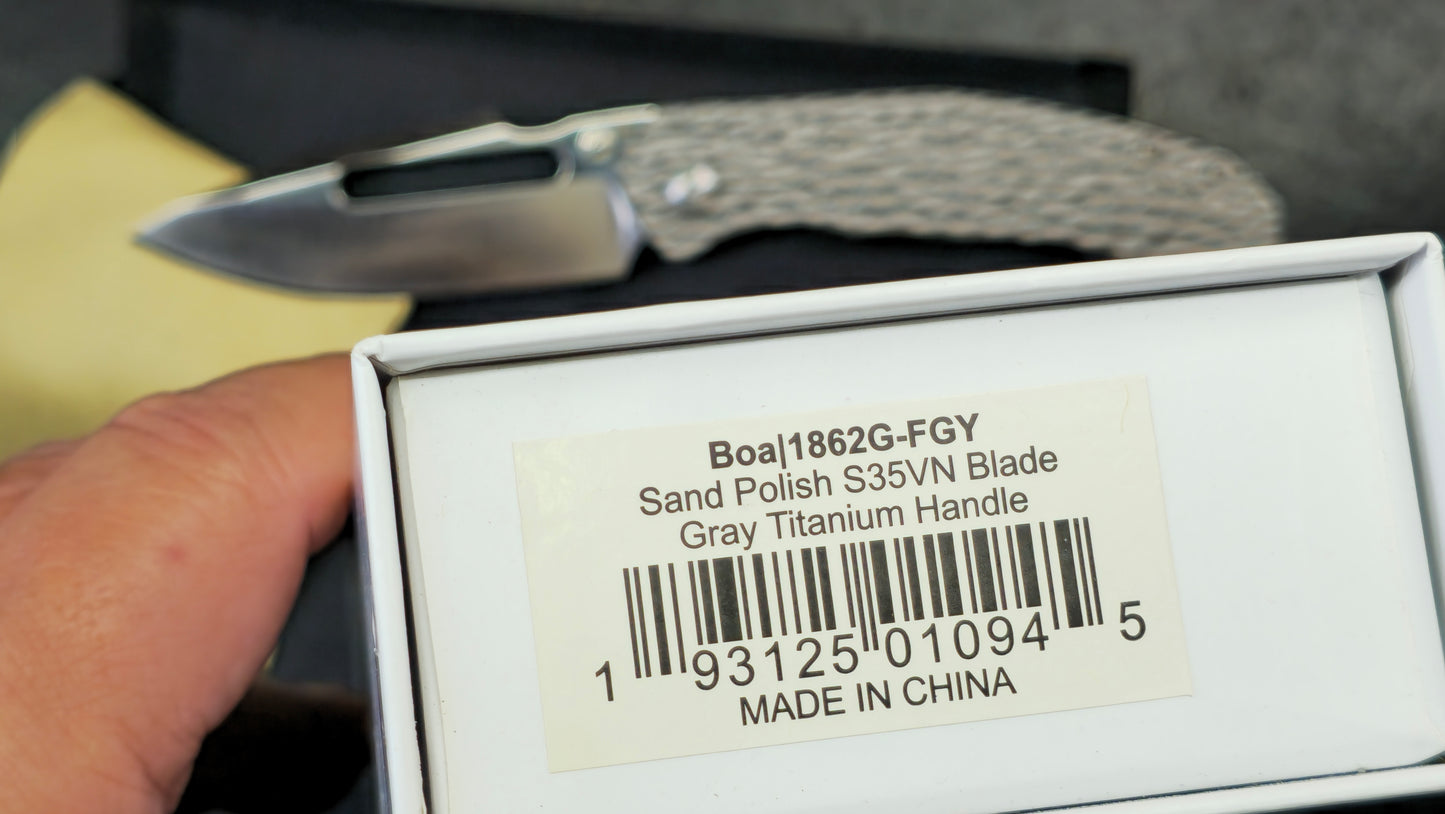 Boa|1862G-FGY
Sand Polish S35VN Blade
Gray Titanium Handle
1 93125 01094 5
MADE IN CHINA